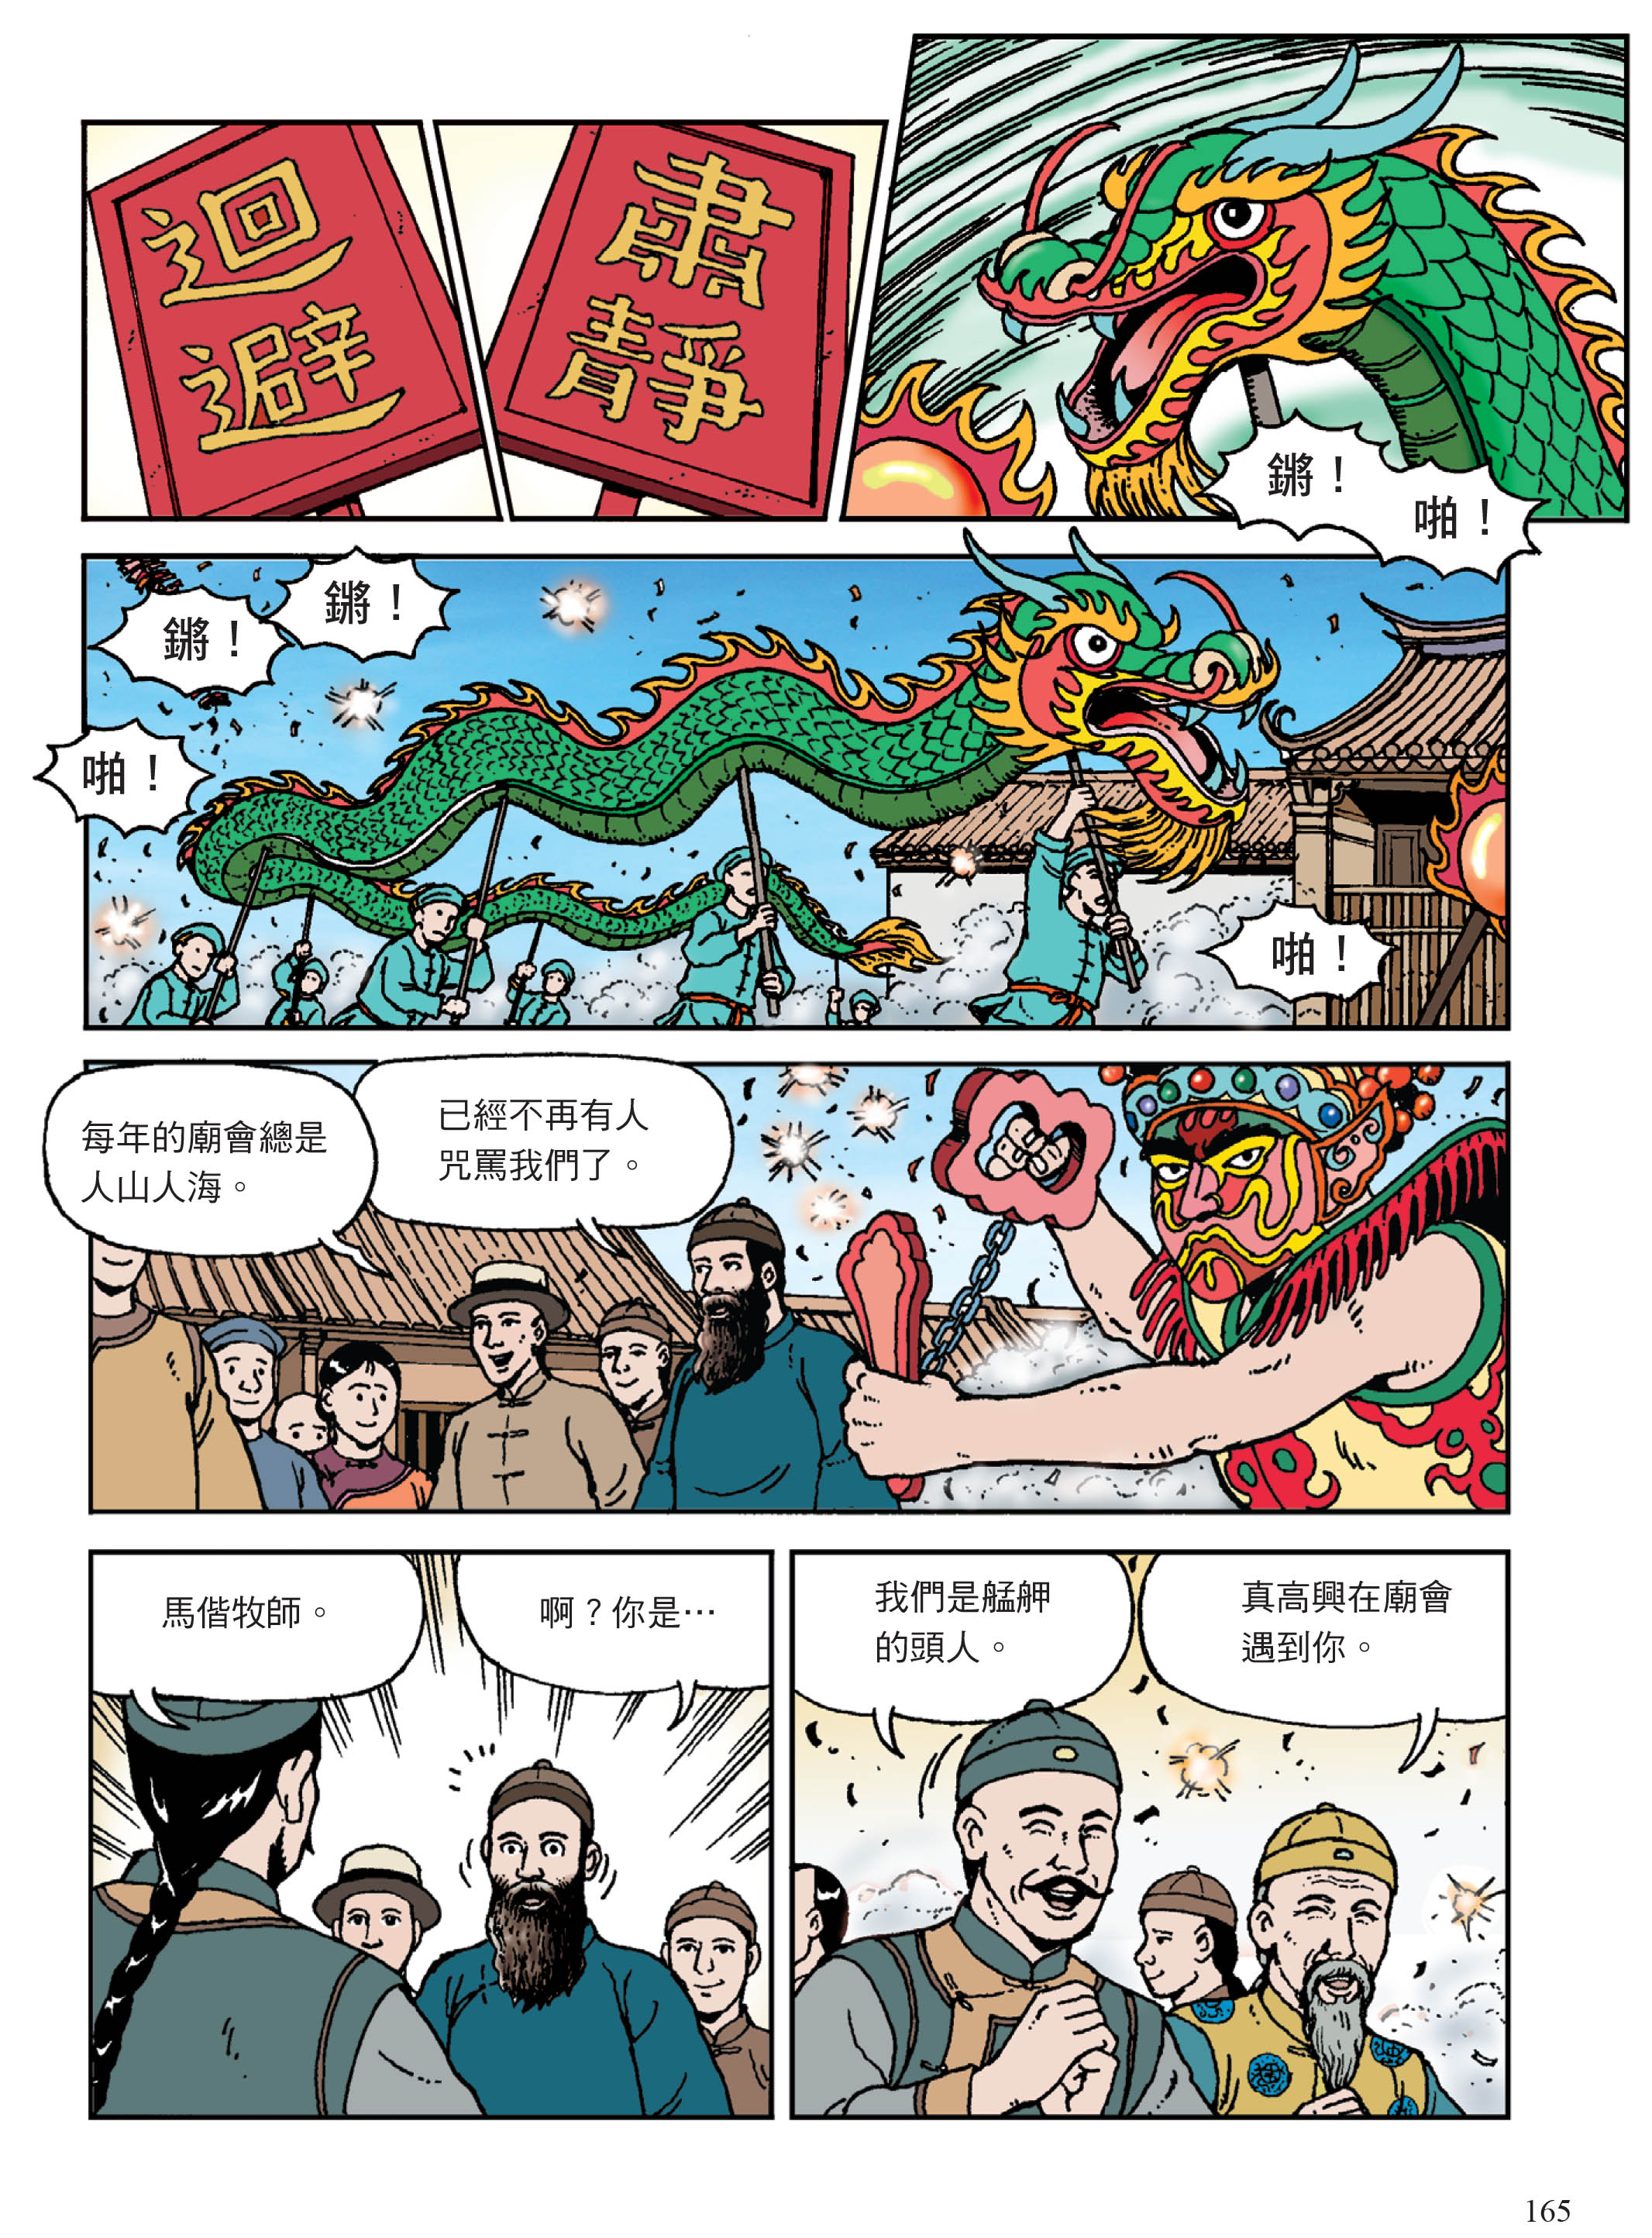 迴避
肅靜
鏘！
啪！
鏘！
鏘！
啪！
啪！
每年的廟會總是
人山人海。
已經不再有人
咒罵我們了。
馬偕牧師。
啊？你是…
我們是艋舺
的頭人。
真高興在廟會
遇到你。
165